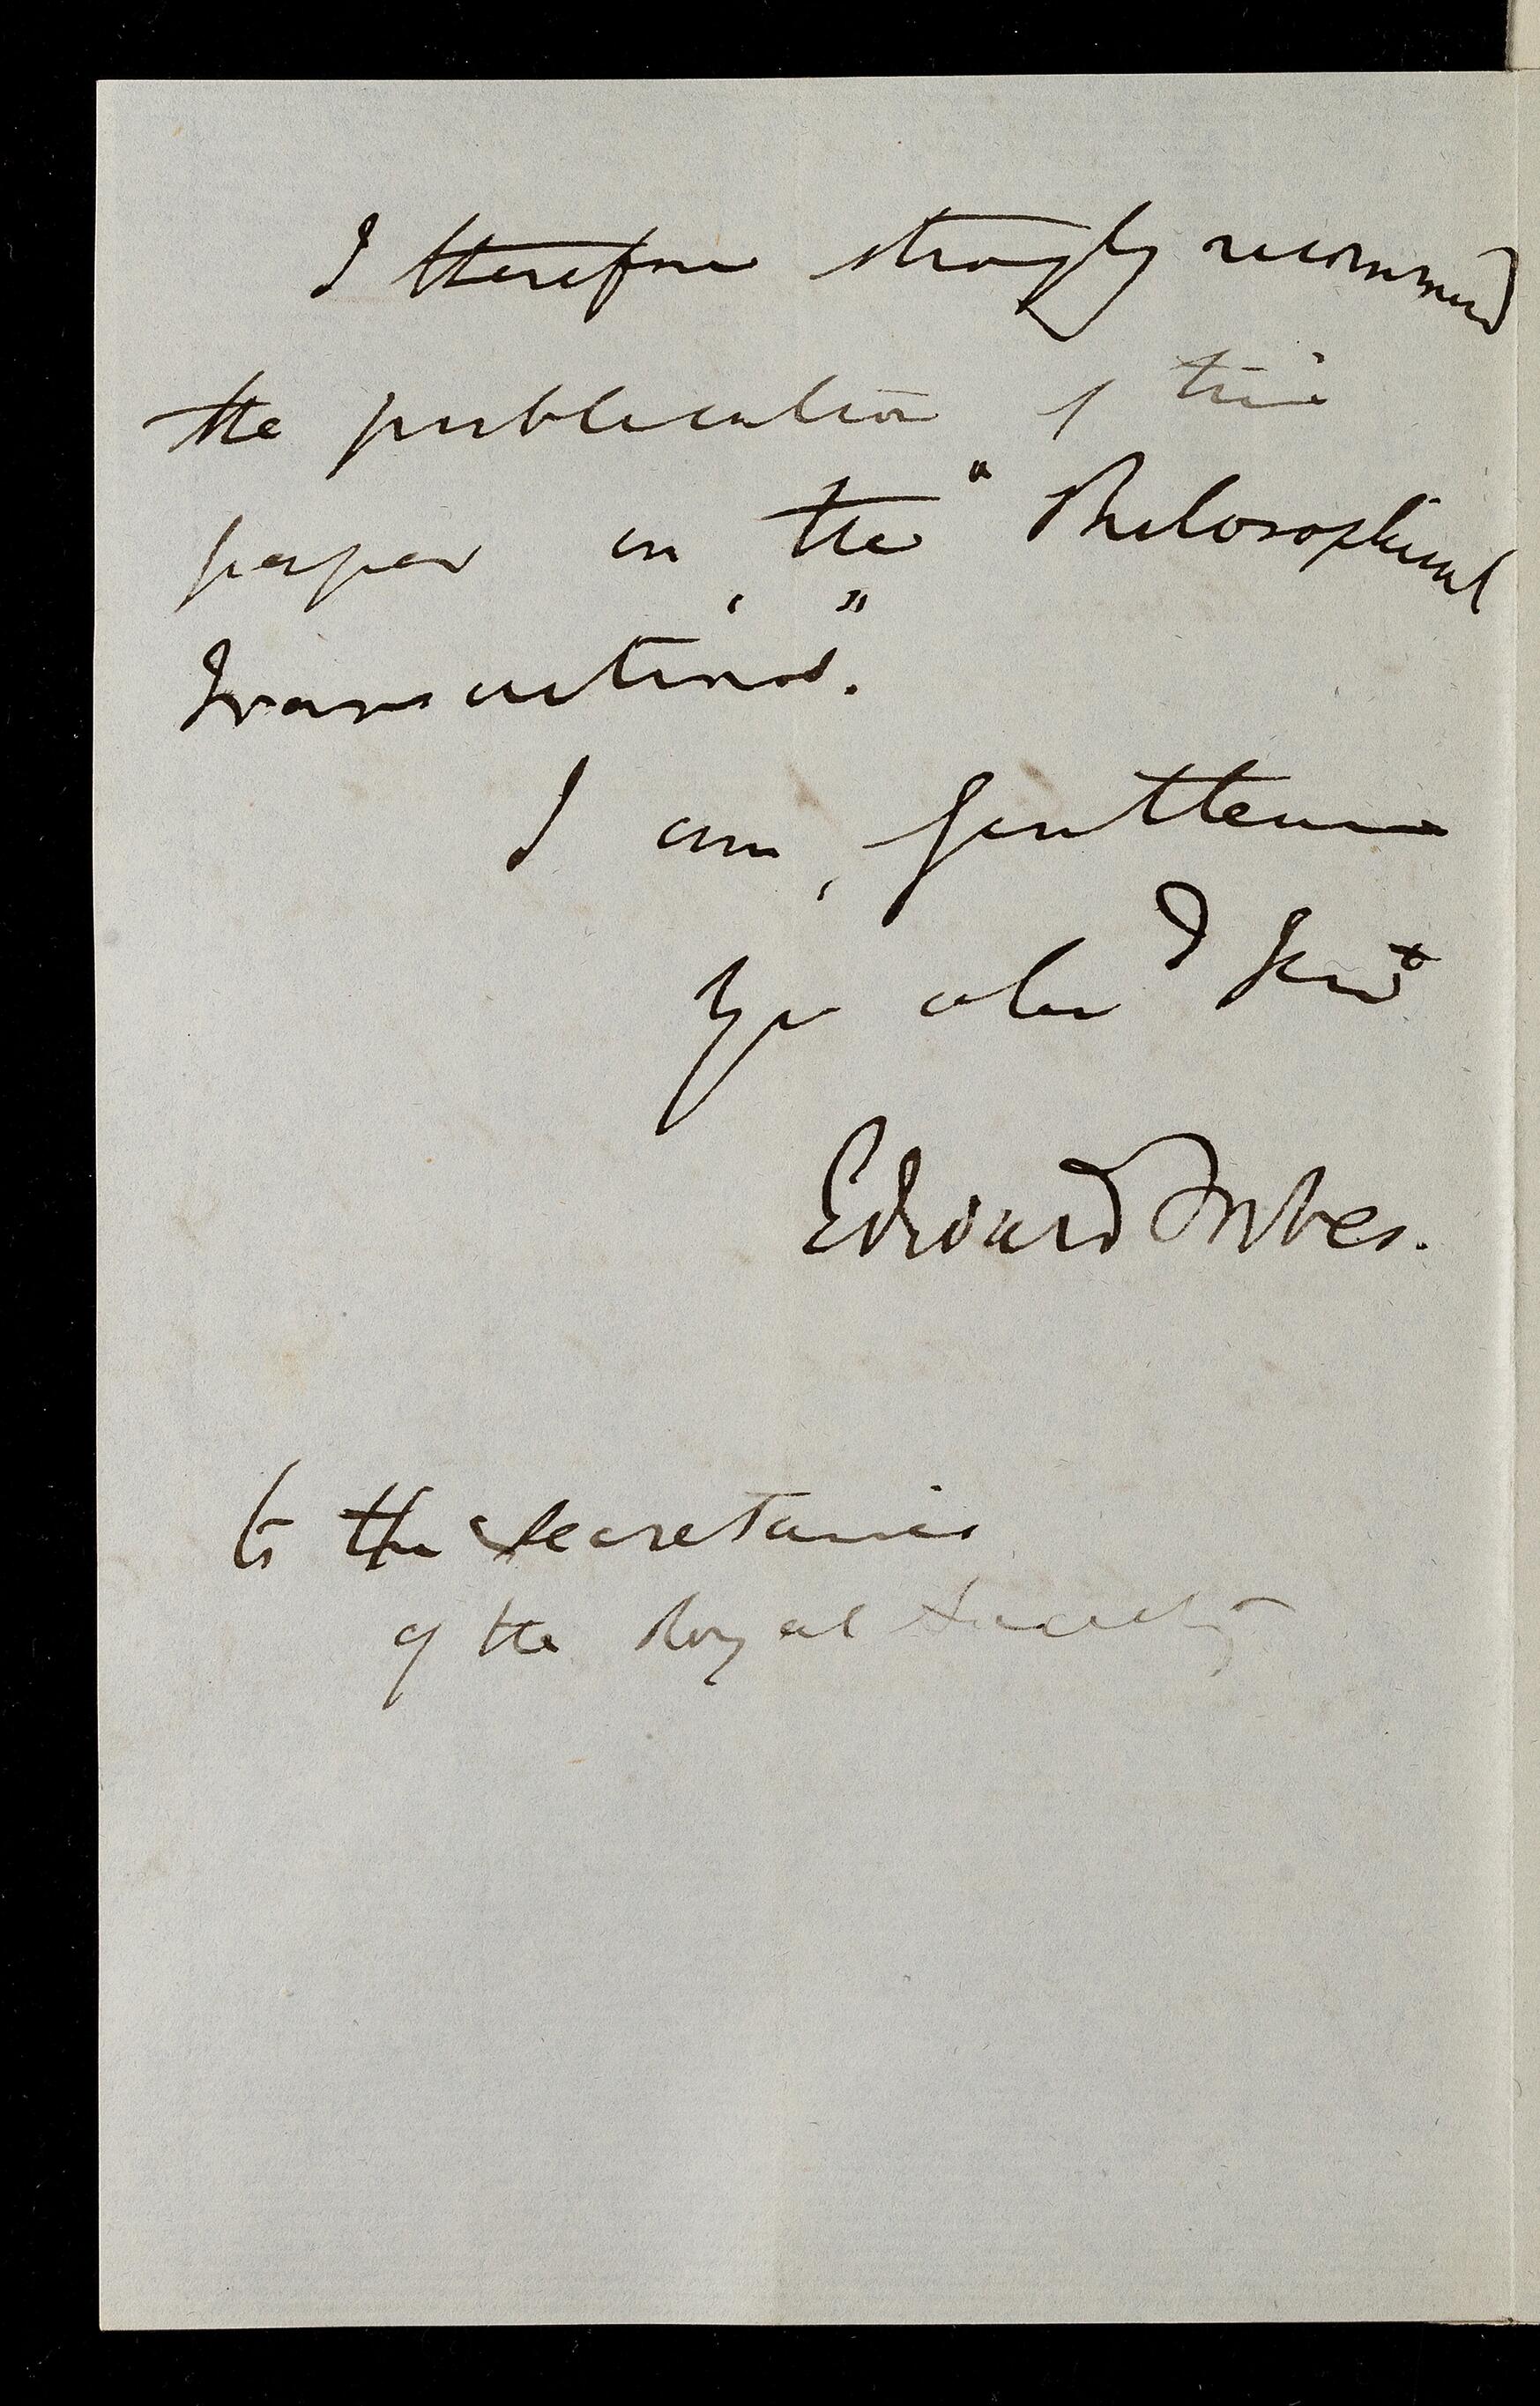 I therefore strongly recommend
the publication of this
paper in the "Philosophical
Transactions."
I am, Gentlemen
Yr obed Servt
Edward Forbes.
To the Secretaries
of the Royal Society